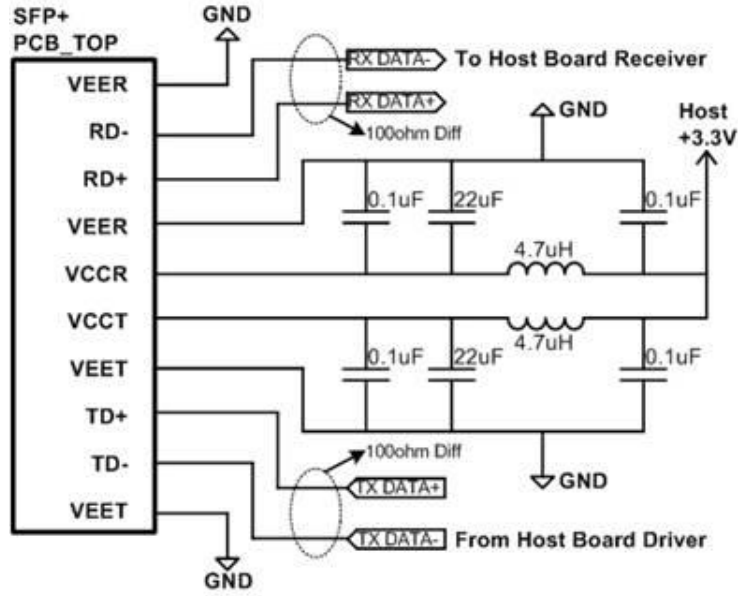 SFP+
PCB_TOP
GND
VEER
RD-
RD+
VEER
VCCR
VCCT
VEET
TD+
TD-
VEET
GND
RX DATA- To Host Board Receiver
RX DATA+
100ohm Diff
GND
Host
+3.3V
0.1uF 22uF 0.1uF
4.7uH
4.7uH
0.1uF 22uF 0.1uF
100ohm Diff
TX DATA+
GND
TX DATA- From Host Board Driver